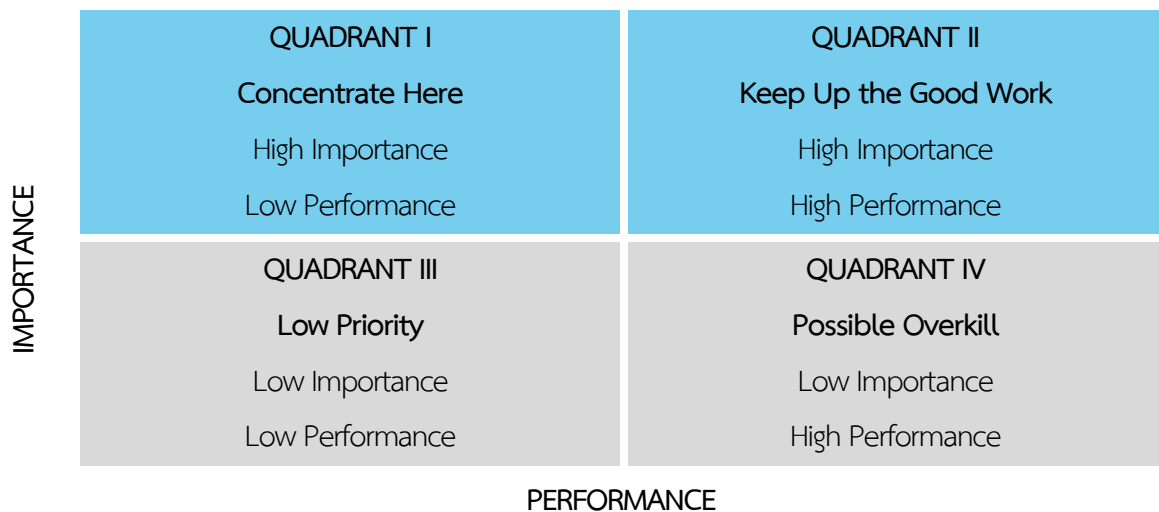 IMPORTANCE
QUADRANT I
Concentrate Here
High Importance
Low Performance
QUADRANT II
Keep Up the Good Work
High Importance
High Performance
QUADRANT III
Low Priority
Low Importance
Low Performance
QUADRANT IV
Possible Overkill
Low Importance
High Performance
PERFORMANCE